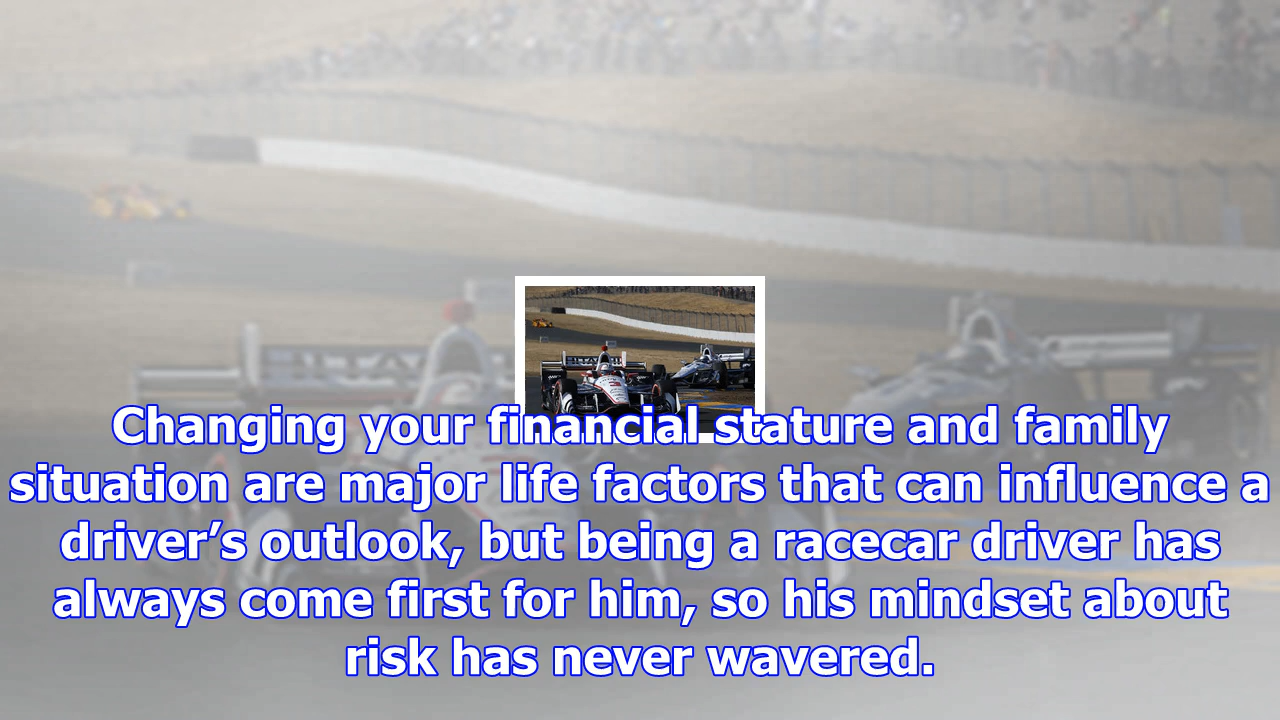 Changing your financial stature and family
situation are major life factors that can influence a
driver’s outlook, but being a racecar driver has
always come first for him, so his mindset about
risk has never wavered.